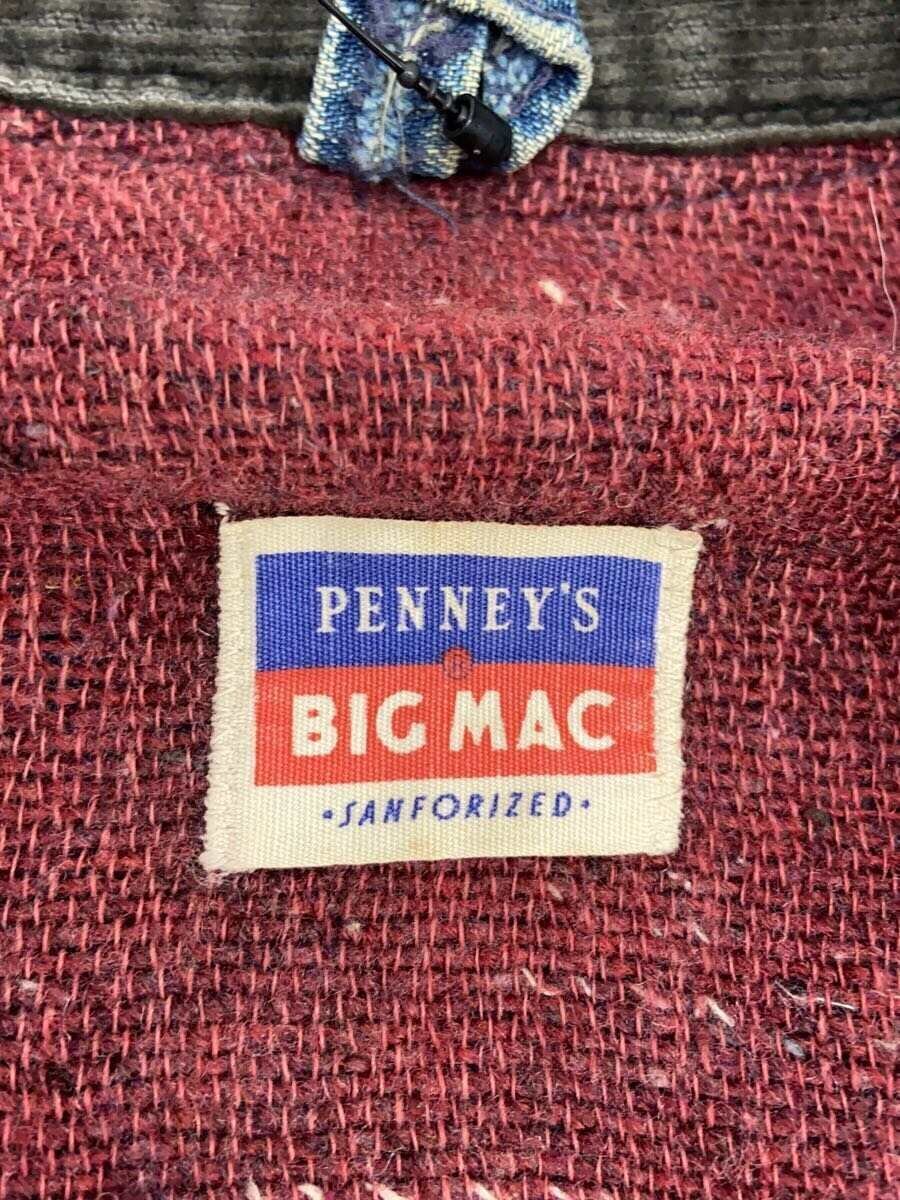 PENNEY'S
®
BIG MAC
•SANFORIZED•